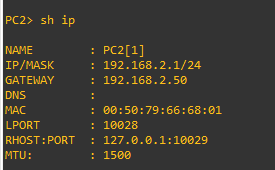 PC2> sh ip
NAME : PC2[1]
IP/MASK : 192.168.2.1/24
GATEWAY : 192.168.2.50
DNS :
MAC : 00:50:79:66:68:01
LPORT : 10028
RHOST:PORT : 127.0.0.1:10029
MTU: : 1500